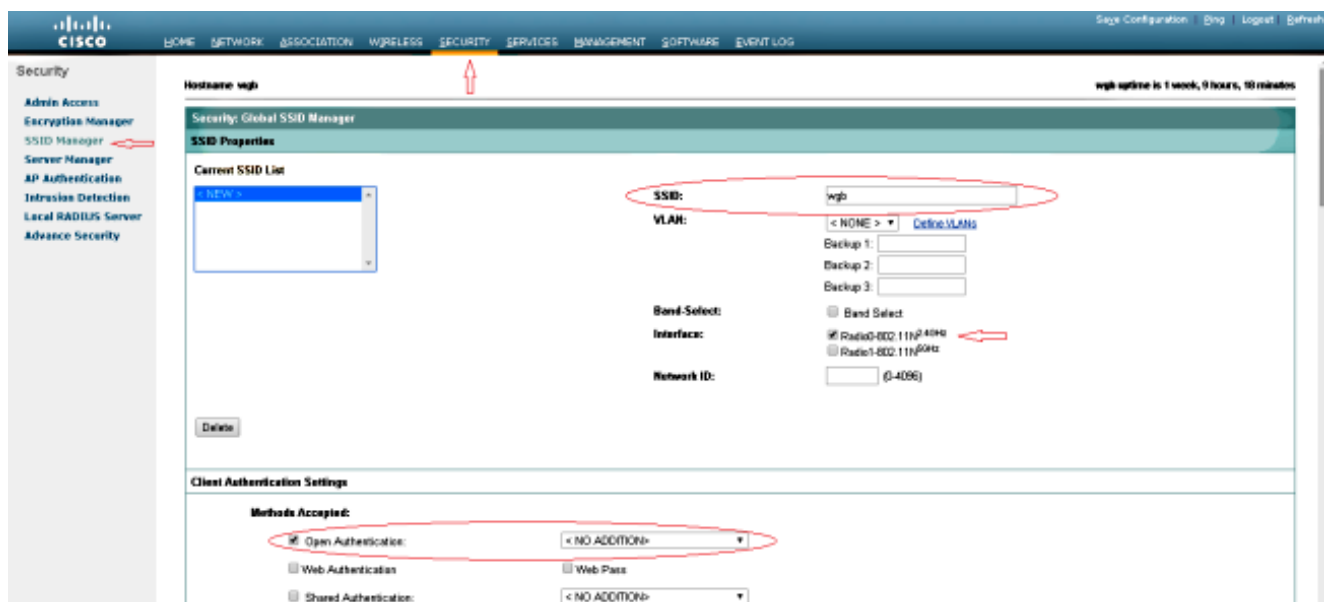 Save Configuration | Ping | Logout | Refresh
CISCO
HOME NETWORK ASSOCIATION WIRELESS SECURITY SERVICES MANAGEMENT SOFTWARE EVENT LOG
Security
Hostname wgb
wgb uptime is 1 week, 9 hours, 18 minutes
Admin Access
Encryption Manager
SSID Manager
Server Manager
AP Authentication
Intrusion Detection
Local RADIUS Server
Advance Security
Security: Global SSID Manager
SSID Properties
Current SSID List
< NEW >
SSID: wgb
VLAN: < NONE > Define VLANs
Backup 1:
Backup 2:
Backup 3:
Band-Select: Band Select
Interface: Radio0-802.11N2.4GHz
Radio1-802.11N5GHz
Network ID: (0-4096)
Delete
Client Authentication Settings
Methods Accepted:
Open Authentication: < NO ADDITION>
Web Authentication Web Pass
Shared Authentication: < NO ADDITION>